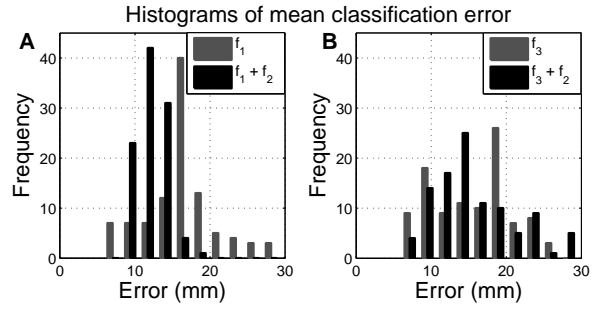 Histograms of mean classification error
A
f1
f1 + f2
Frequency
40
30
20
10
0
0 10 20 30
Error (mm)
B
f3
f3 + f2
Frequency
40
30
20
10
0
0 10 20 30
Error (mm)